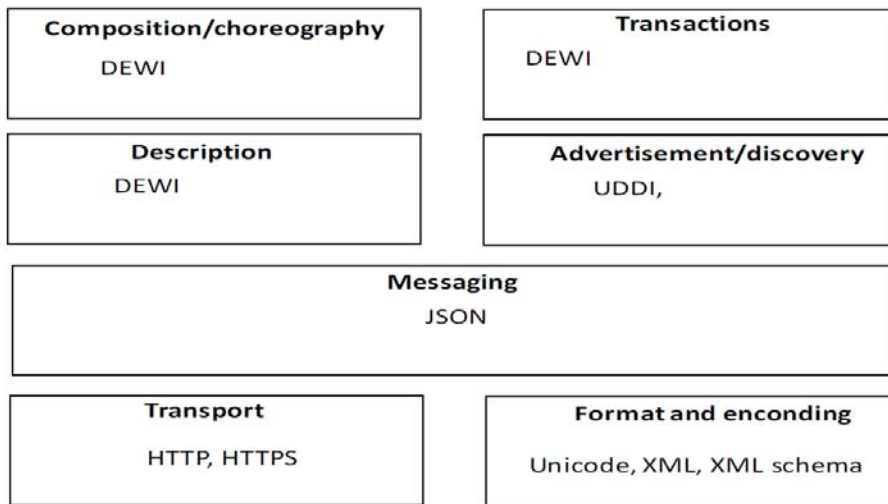 Composition/choreography
DEWI
Transactions
DEWI
Description
DEWI
Advertisement/discovery
UDDI,
Messaging
JSON
Transport
HTTP, HTTPS
Format and enconding
Unicode, XML, XML schema